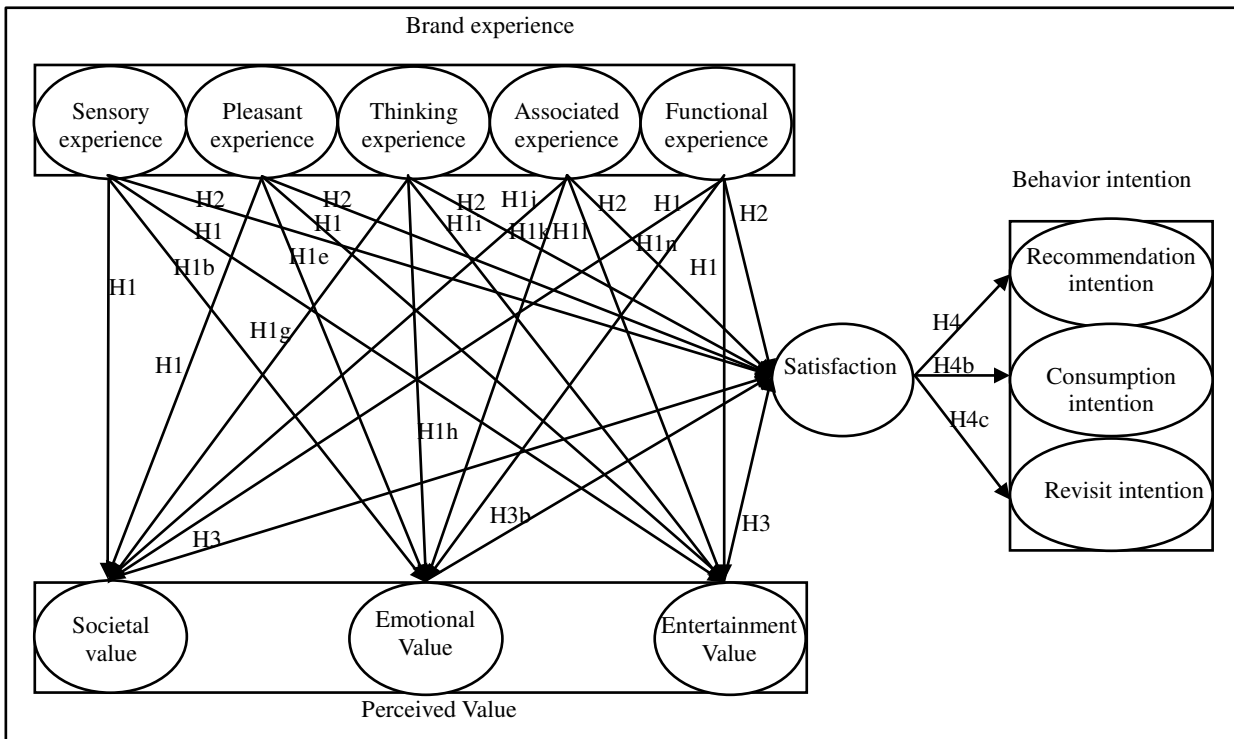 Brand experience
Sensory
experience
Pleasant
experience
Thinking
experience
Associated
experience
Functional
experience
Behavior intention
H2
H2
H2
H1j
H2
H1
H2
H1
H1
H1i
H1k
H1l
H1n
H1b
H1e
H1
H1
Recommendation
intention
H1g
H4
H1
Satisfaction
H4b
Consumption
intention
H4c
H1h
Revisit intention
H3b
H3
H3
Societal
value
Emotional
Value
Entertainment
Value
Perceived Value